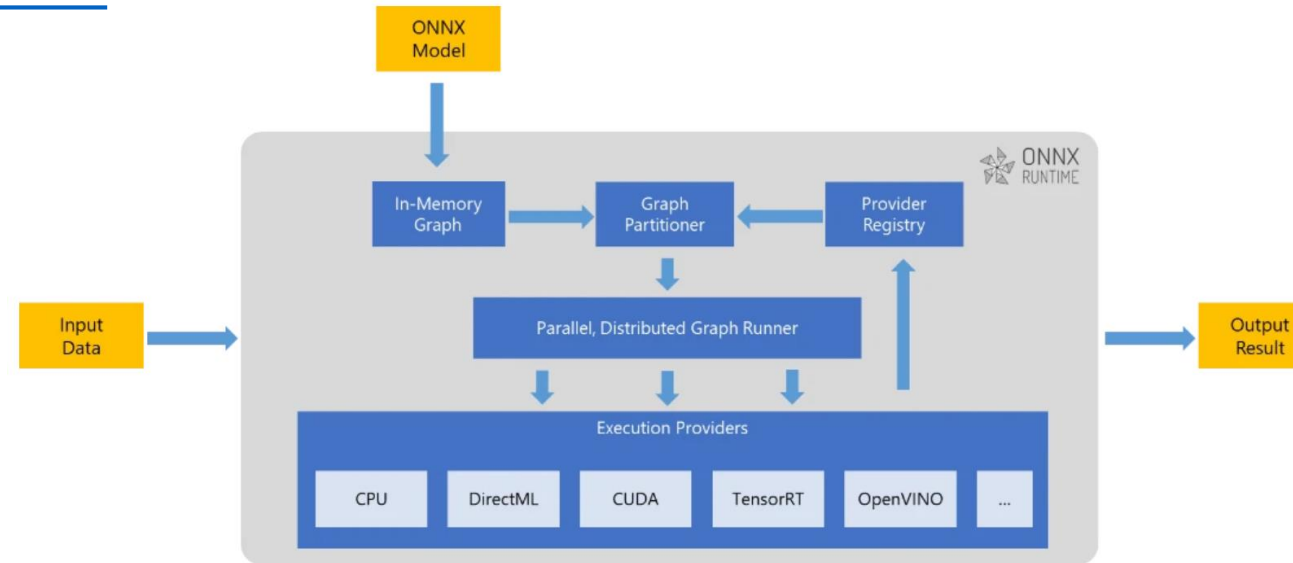 ONNX
Model
ONNX
RUNTIME
In-Memory
Graph
Graph
Partitioner
Provider
Registry
Input
Data
Parallel, Distributed Graph Runner
Output
Result
Execution Providers
CPU
DirectML
CUDA
TensorRT
OpenVINO
...